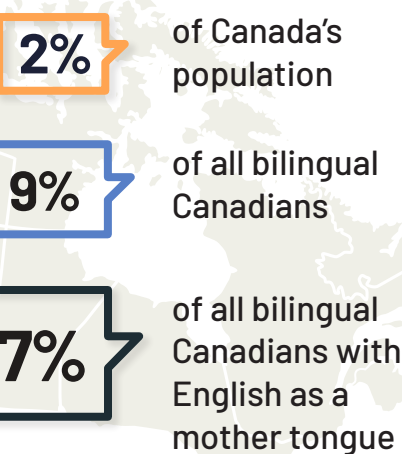 2%
of Canada's
population
9%
of all bilingual
Canadians
7%
of all bilingual
Canadians with
English as a
mother tongue